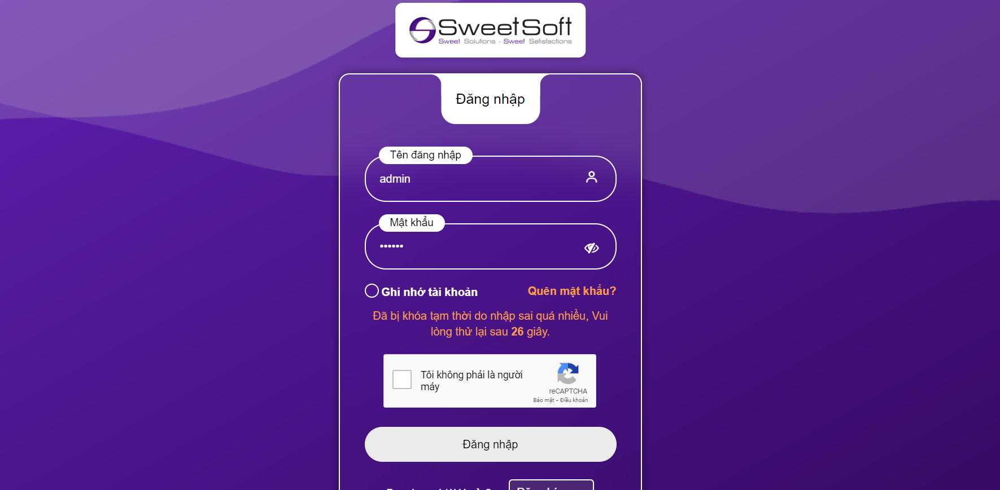 SweetSoft
Sweet Solutions - Sweet Satisfactions
Đăng nhập
Tên đăng nhập
admin
Mật khẩu
••••••
Ghi nhớ tài khoản
Quên mật khẩu?
Đã bị khóa tạm thời do nhập sai quá nhiều, Vui
lòng thử lại sau 26 giây.
Tôi không phải là người
máy
reCAPTCHA
Bảo mật - Điều khoản
Đăng nhập